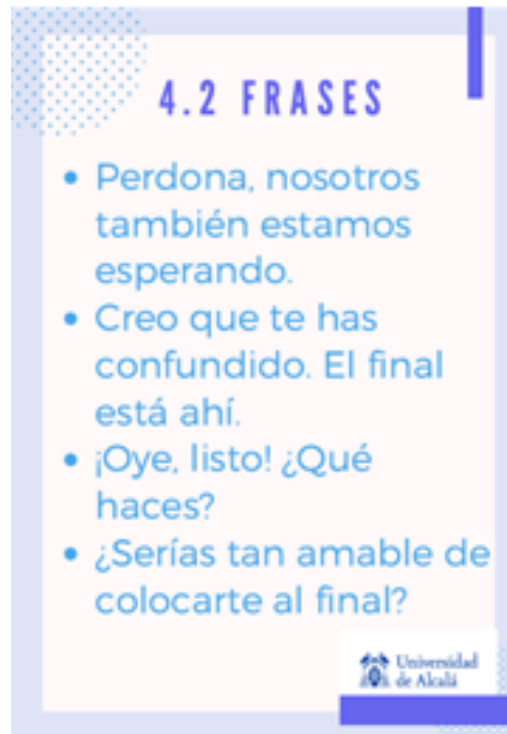 4.2 FRASES
• Perdona, nosotros
también estamos
esperando.
• Creo que te has
confundido. El final
está ahí.
• ¡Oye, listo! ¿Qué
haces?
• ¿Serías tan amable de
colocarte al final?
Universidad
de Alcalá